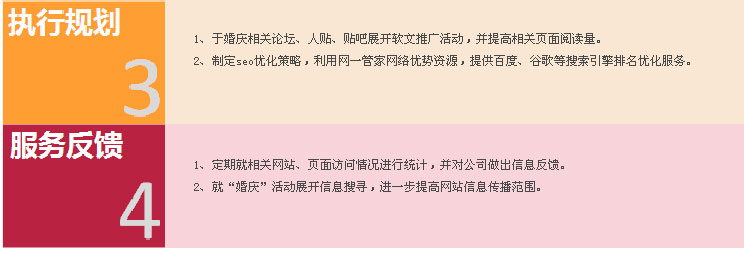 执行规划
3
1、于婚庆相关论坛、人贴、贴吧展开软文推广活动，并提高相关页面阅读量。
2、制定seo优化策略，利用网一管家网络优势资源，提供百度、谷歌等搜索引擎排名优化服务。
服务反馈
4
1、定期就相关网站、页面访问情况进行统计，并对公司做出信息反馈。
2、就“婚庆”活动展开信息搜寻，进一步提高网站信息传播范围。